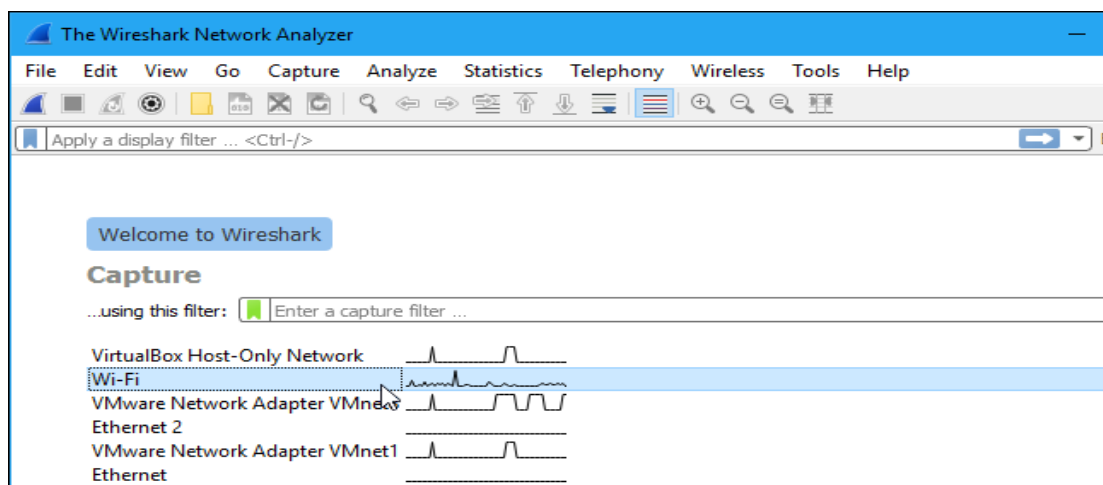 The Wireshark Network Analyzer
File Edit View Go Capture Analyze Statistics Telephony Wireless Tools Help
Apply a display filter ... <Ctrl-/>
Welcome to Wireshark
Capture
...using this filter: Enter a capture filter ...
VirtualBox Host-Only Network
Wi-Fi
VMware Network Adapter
Ethernet 2
VMware Network Adapter VMnet1
Ethernet